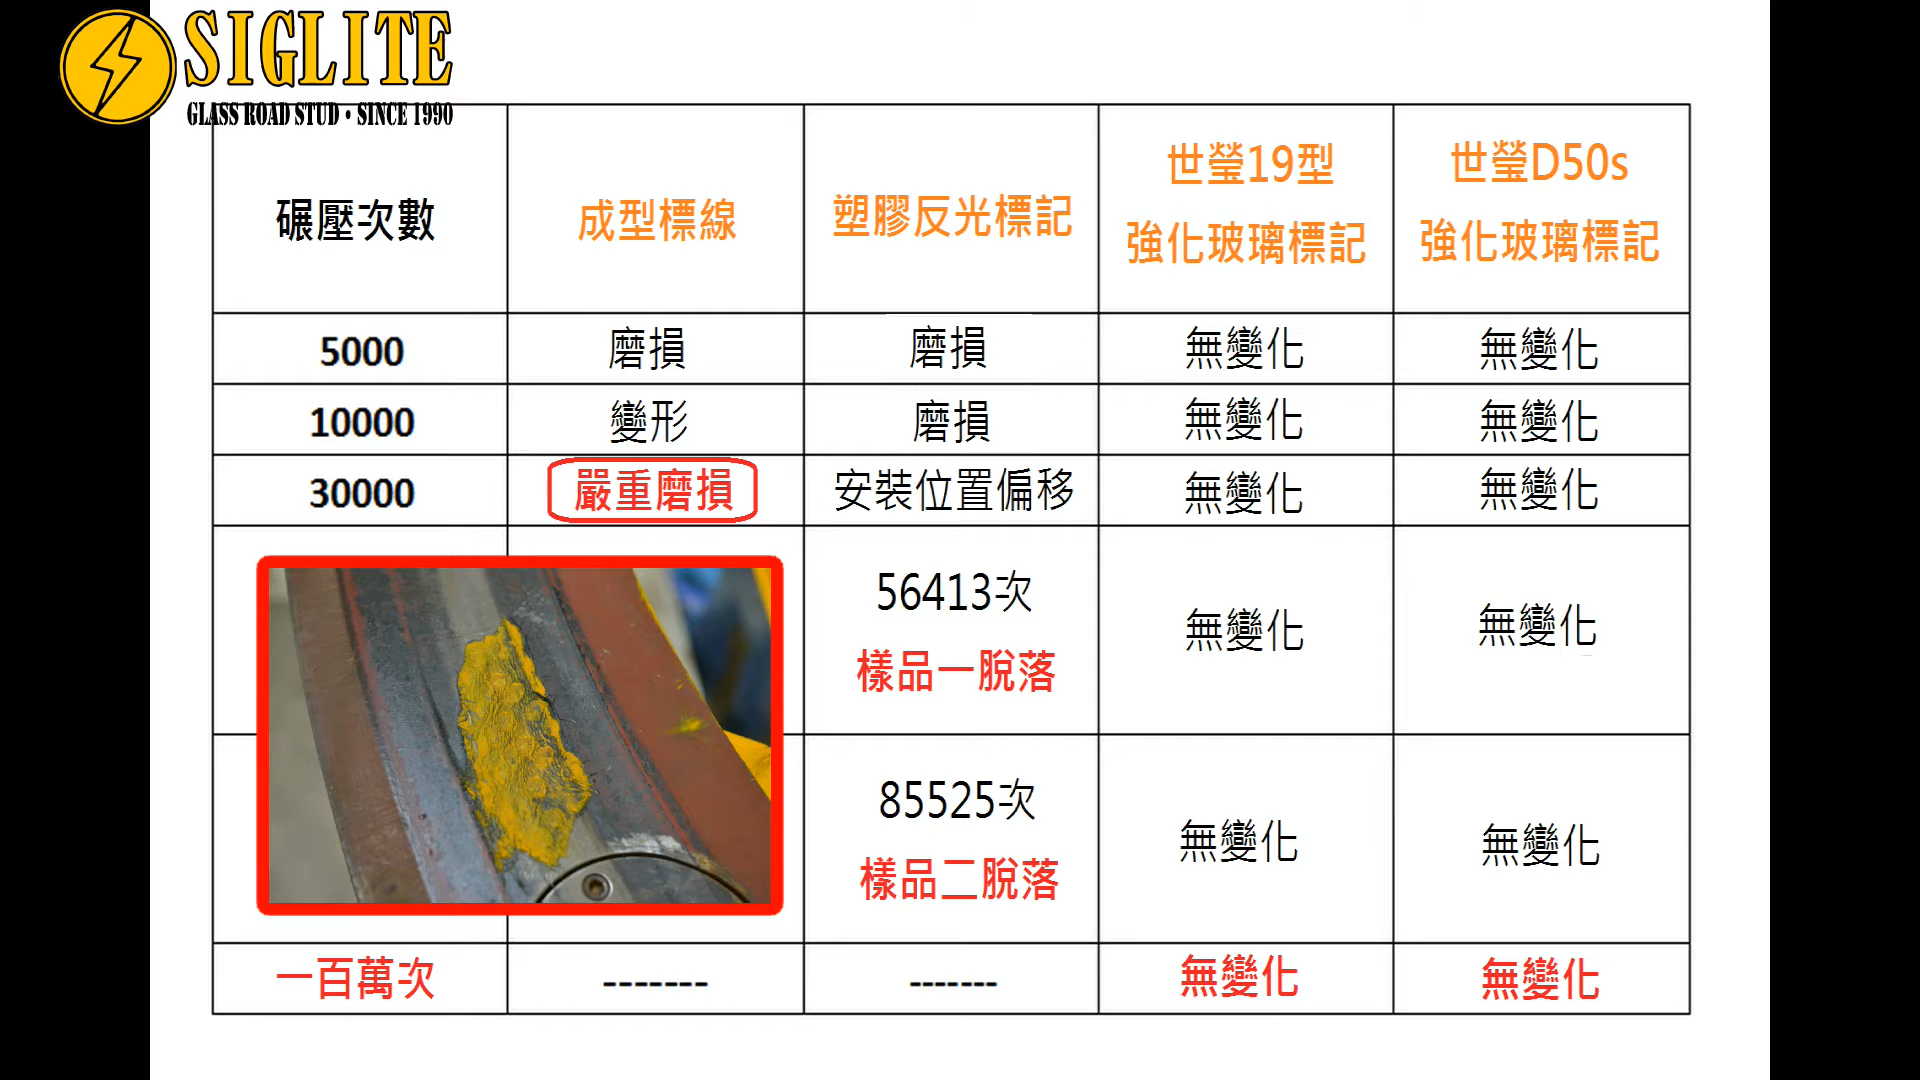 SIGLITE
GLASS ROAD STUD • SINCE 1990
碾壓次數
成型標線
塑膠反光標記
世瑩19型
強化玻璃標記
世瑩D50s
強化玻璃標記
5000
磨損
磨損
無變化
無變化
10000
變形
磨損
無變化
無變化
30000
嚴重磨損
安裝位置偏移
無變化
無變化
56413次
樣品一脫落
無變化
無變化
85525次
樣品二脫落
無變化
無變化
一百萬次
-------
-------
無變化
無變化